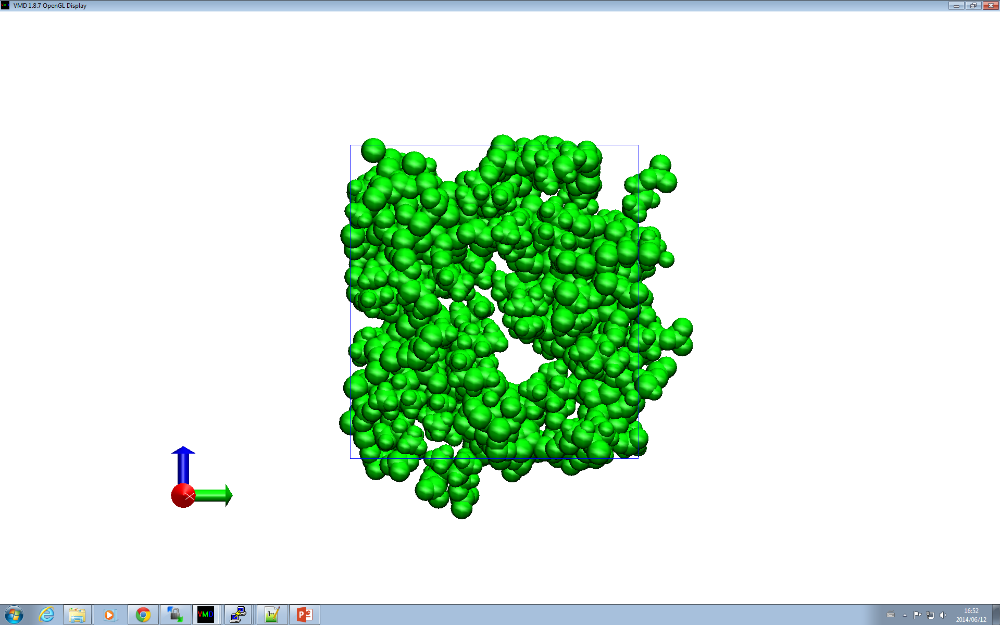 VMD 1.8.7 OpenGL Display
X
VMD
n++
P
16:52
2014/06/12